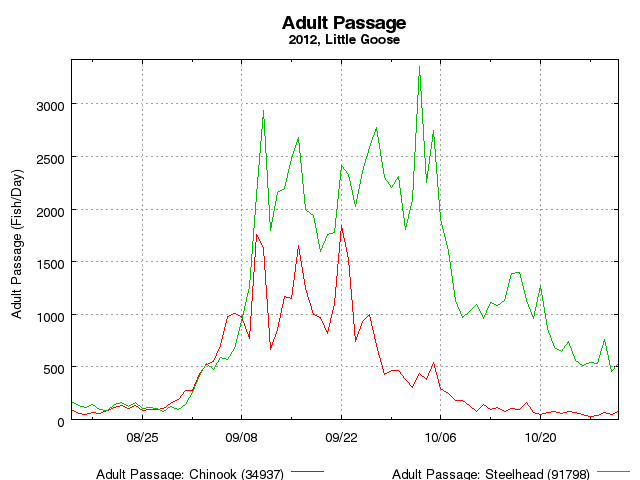 Adult Passage
2012, Little Goose
3000
2500
2000
1500
1000
500
0
Adult Passage (Fish/Day)
08/25 09/08 09/22 10/06 10/20
Adult Passage: Chinook (34937) Adult Passage: Steelhead (91798)